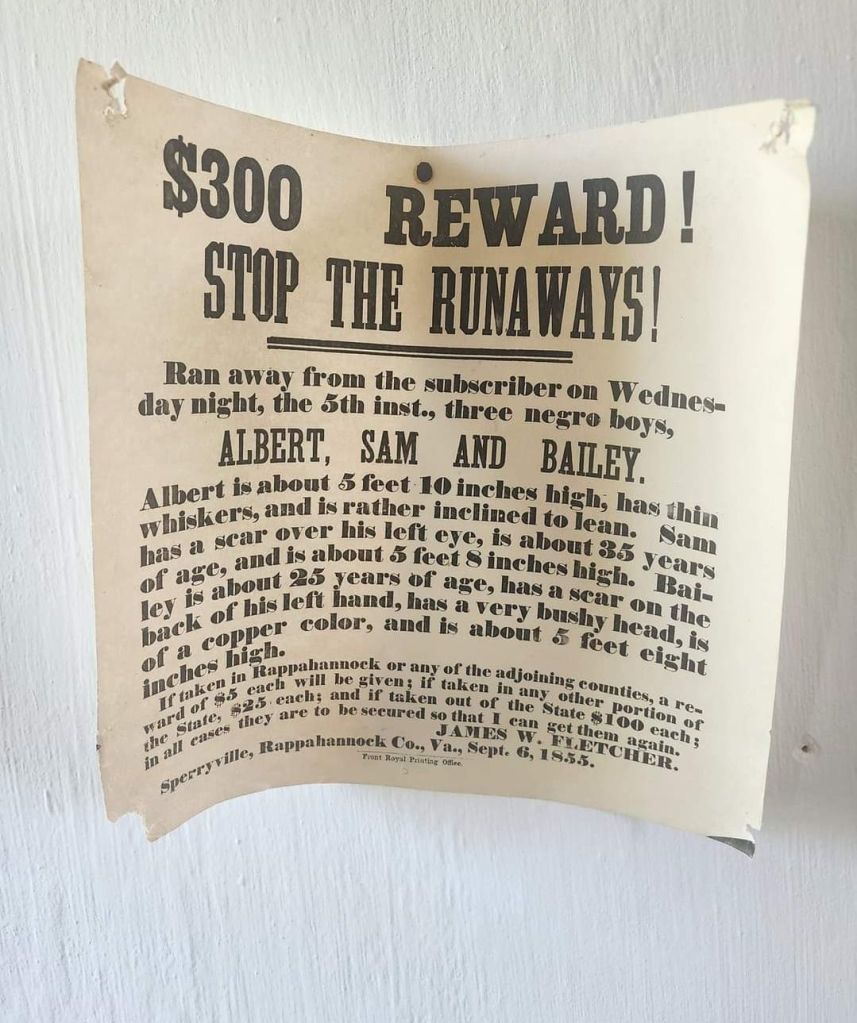 $300 REWARD!
STOP THE RUNAWAYS!
Ran away from the subscriber on Wednes-
day night, the 5th inst., three negro boys,
ALBERT, SAM AND BAILEY.
Albert is about 5 feet 10 inches high, has thin
whiskers, and is rather inclined to lean. Sam
has a scar over his left eye, is about 35 years
of age, and is about 5 feet 8 inches high. Bai-
ley is about 25 years of age, has a scar on the
back of his left hand, has a very bushy head, is
of a copper color, and is about 5 feet eight
inches high.
If taken in Rappahannock or any of the adjoining counties, a re-
ward of $5 each will be given; if taken in any other portion of
the State, $25 each; and if taken out of the State $100 each;
in all cases they are to be secured so that I can get them again.
JAMES W. FLETCHER.
Sperryville, Rappahannock Co., Va., Sept. 6, 1855.
Front Royal Printing Office.